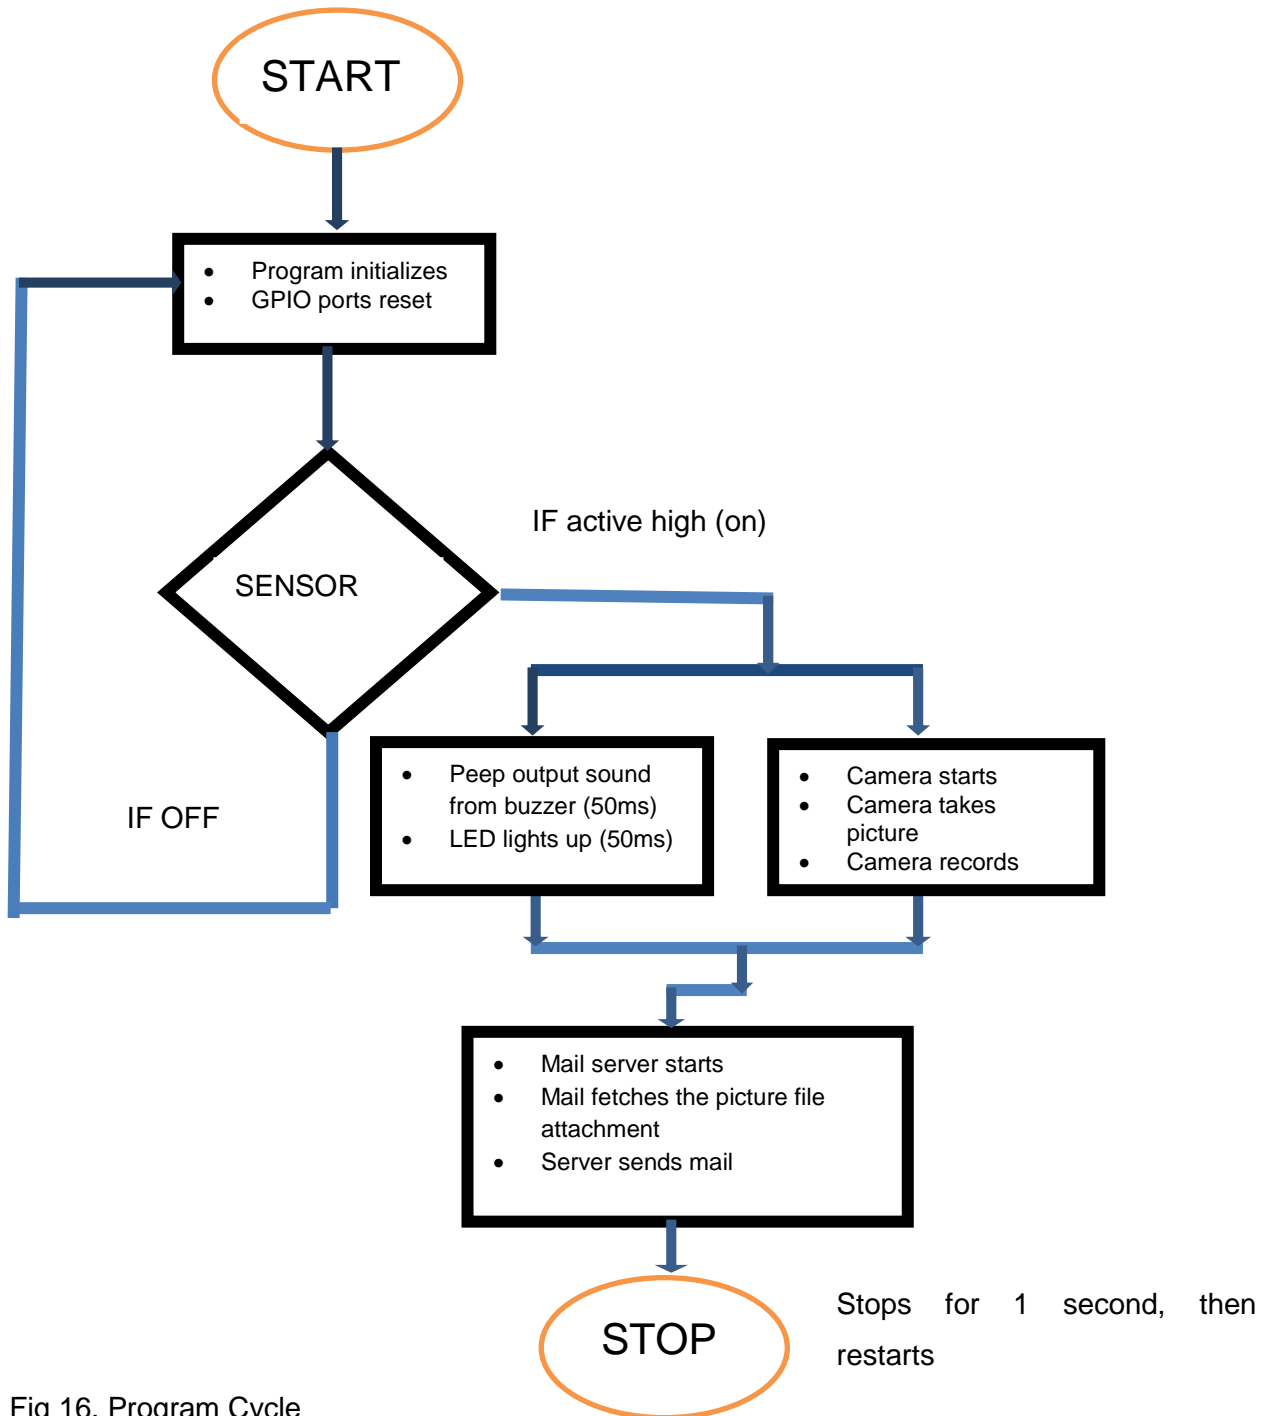 START
• Program initializes
• GPIO ports reset
IF active high (on)
SENSOR
IF OFF
• Peep output sound
from buzzer (50ms)
• LED lights up (50ms)
• Camera starts
• Camera takes
picture
• Camera records
• Mail server starts
• Mail fetches the picture file
attachment
• Server sends mail
STOP
Stops for 1 second, then
restarts
Fig 16. Program Cycle